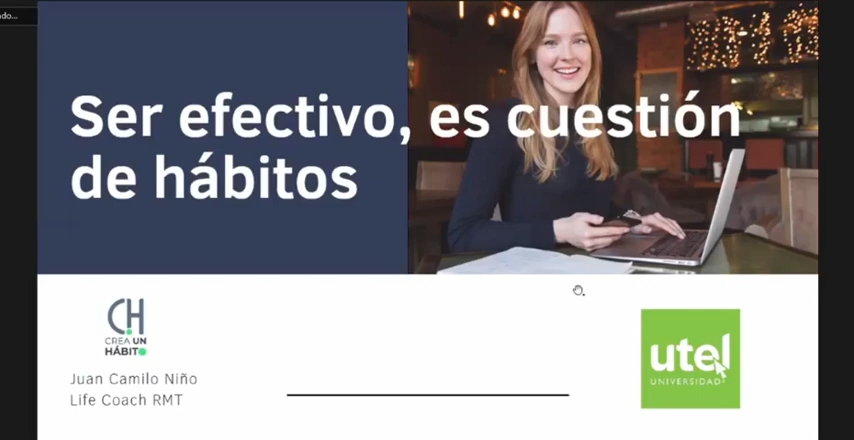 Ser efectivo, es cuestión
de hábitos
CH
CREA UN
HÁBITO
Juan Camilo Niño
Life Coach RMT
utel
UNIVERSIDAD